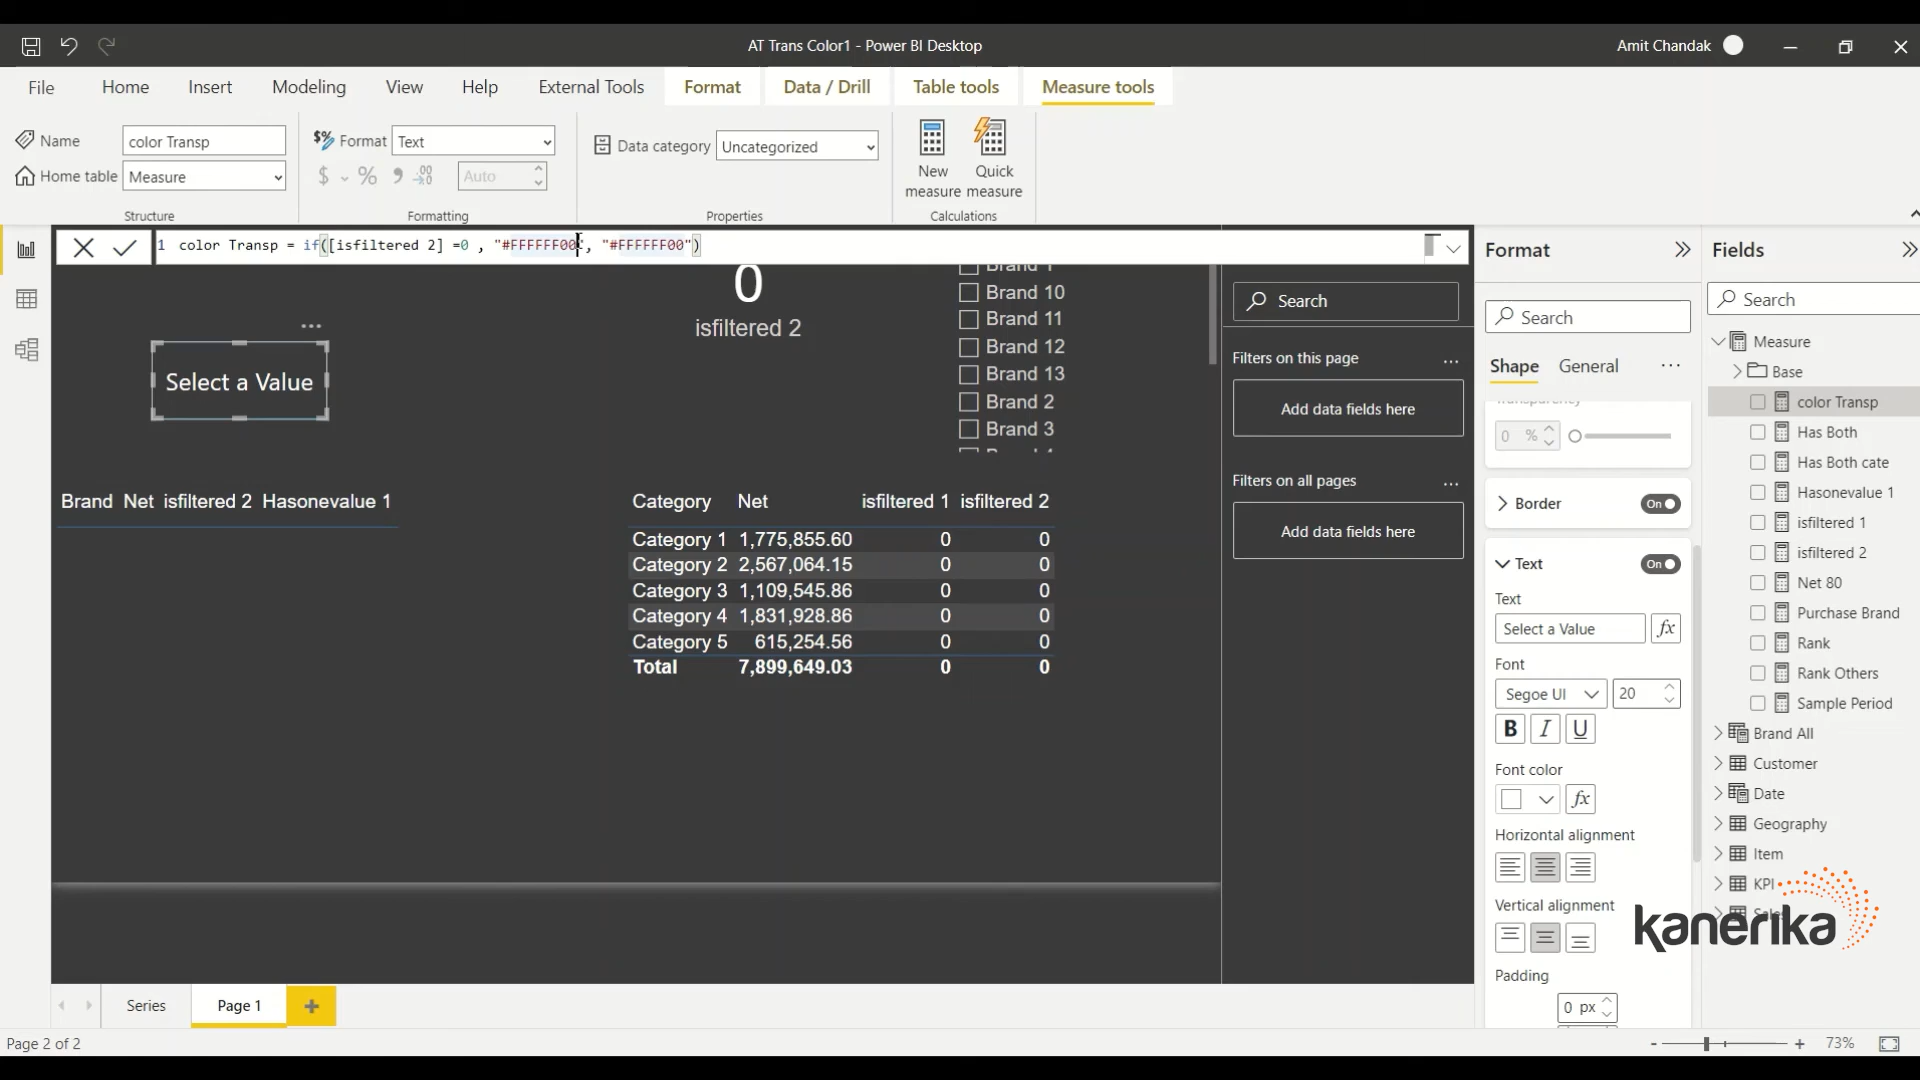 AT Trans Color1 - Power BI Desktop
Amit Chandak
File Home Insert Modeling View Help External Tools Format Data / Drill Table tools Measure tools
Name color Transp
Home table Measure
Structure
Format Text
$ % Auto
Formatting
Data category Uncategorized
Properties
New measure
Quick measure
Calculations
1 color Transp = if([isfiltered 2] =0 , "#FFFFFF00", "#FFFFFF00")
0
isfiltered 2
Select a Value
Brand 1
Brand 10
Brand 11
Brand 12
Brand 13
Brand 2
Brand 3
Brand Net isfiltered 2 Hasonevalue 1
Category Net isfiltered 1 isfiltered 2
Category 1 1,775,855.60 0 0
Category 2 2,567,064.15 0 0
Category 3 1,109,545.86 0 0
Category 4 1,831,928.86 0 0
Category 5 615,254.56 0 0
Total 7,899,649.03 0 0
Search
Filters on this page ...
Add data fields here
Filters on all pages ...
Add data fields here
Format
Search
Shape General ...
Transparency
0 %
Border On
Text On
Text
Select a Value fx
Font
Segoe UI 20
B I U
Font color
fx
Horizontal alignment
Vertical alignment
Padding
0 px
Fields
Search
Measure
Base
color Transp
Has Both
Has Both cate
Hasonevalue 1
isfiltered 1
isfiltered 2
Net 80
Purchase Brand
Rank
Rank Others
Sample Period
Brand All
Customer
Date
Geography
Item
KPI
Sales
kanerika
Series Page 1 +
Page 2 of 2
- + 73%